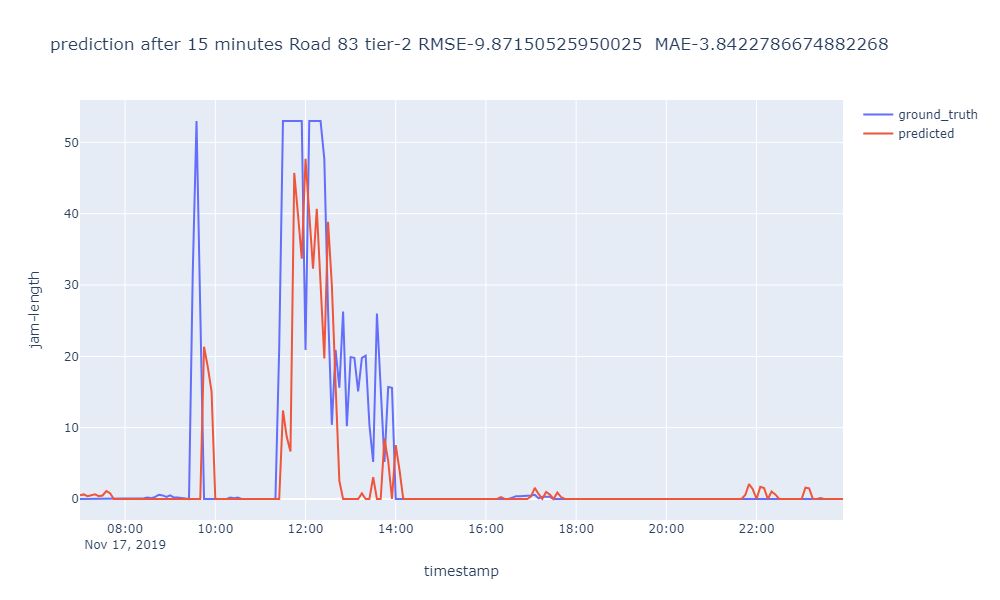 prediction after 15 minutes Road 83 tier-2 RMSE-9.87150525950025  MAE-3.8422786674882268
ground_truth
predicted
50
40
30
20
10
0
jam-length
08:00 10:00 12:00 14:00 16:00 18:00 20:00 22:00
Nov 17, 2019
timestamp